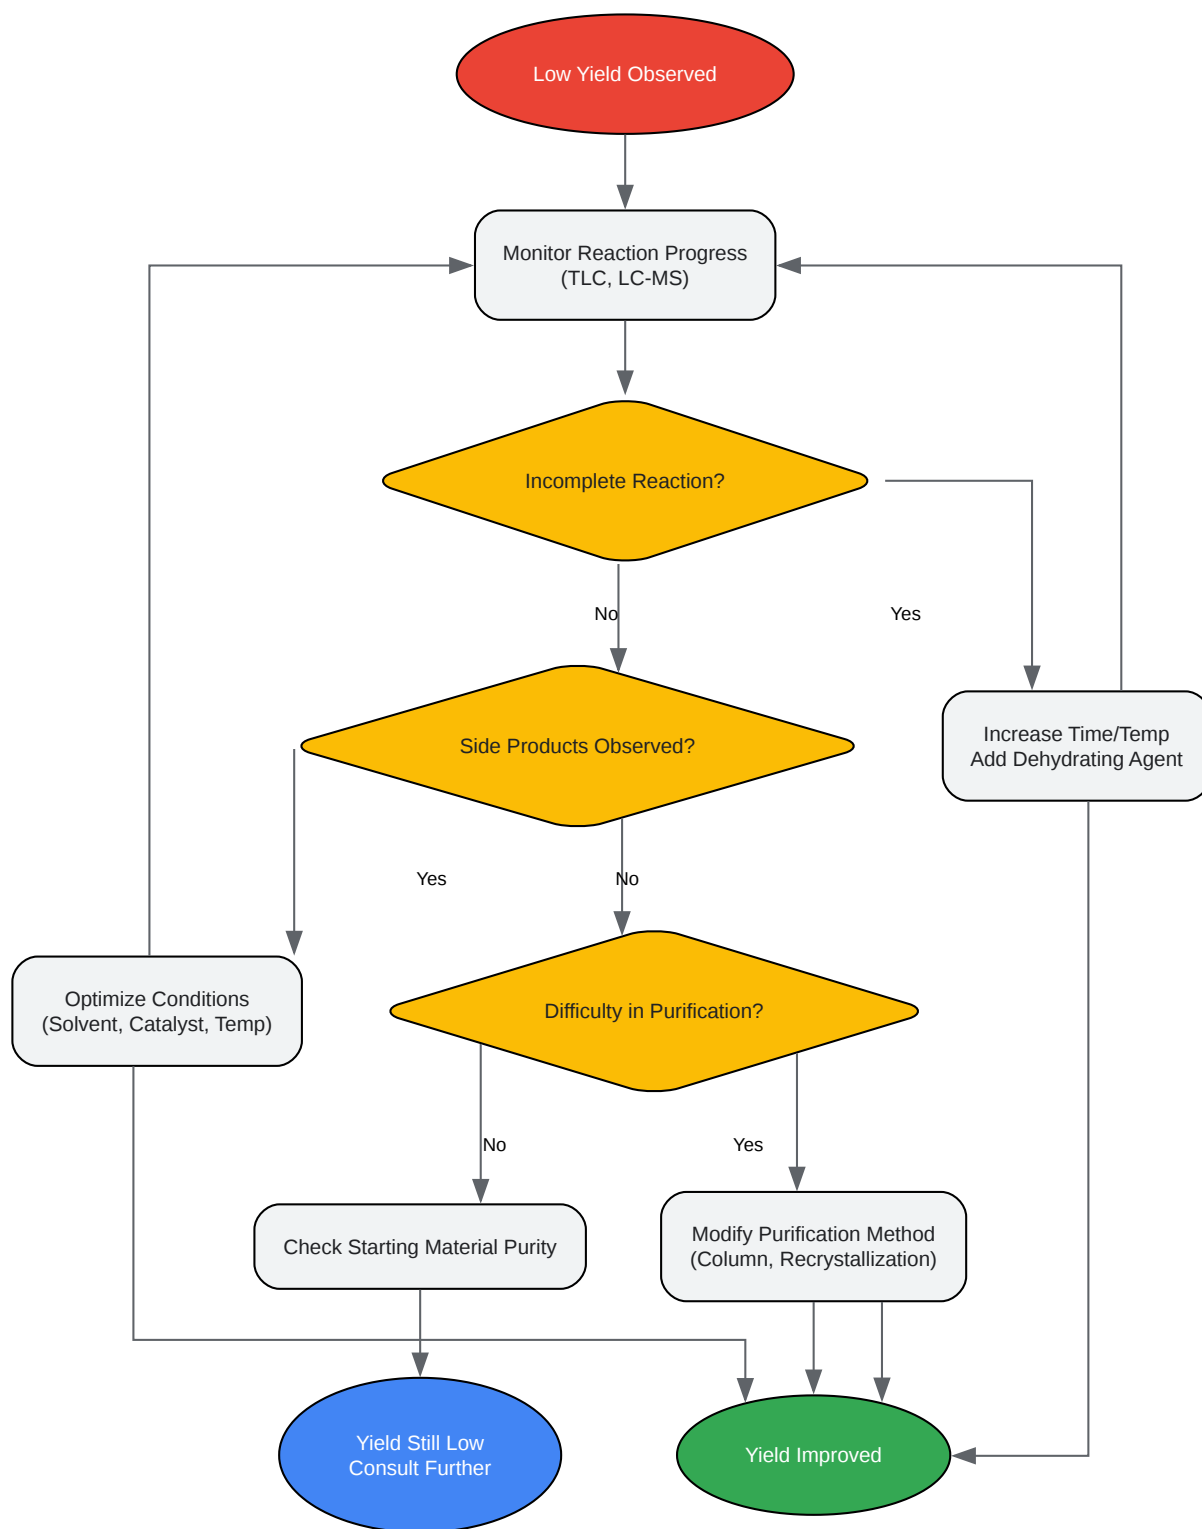 Low Yield Observed
Monitor Reaction Progress
(TLC, LC-MS)
Incomplete Reaction?
No
Yes
Side Products Observed?
Increase Time/Temp
Add Dehydrating Agent
Yes
No
Optimize Conditions
(Solvent, Catalyst, Temp)
Difficulty in Purification?
No
Yes
Check Starting Material Purity
Modify Purification Method
(Column, Recrystallization)
Yield Still Low
Consult Further
Yield Improved